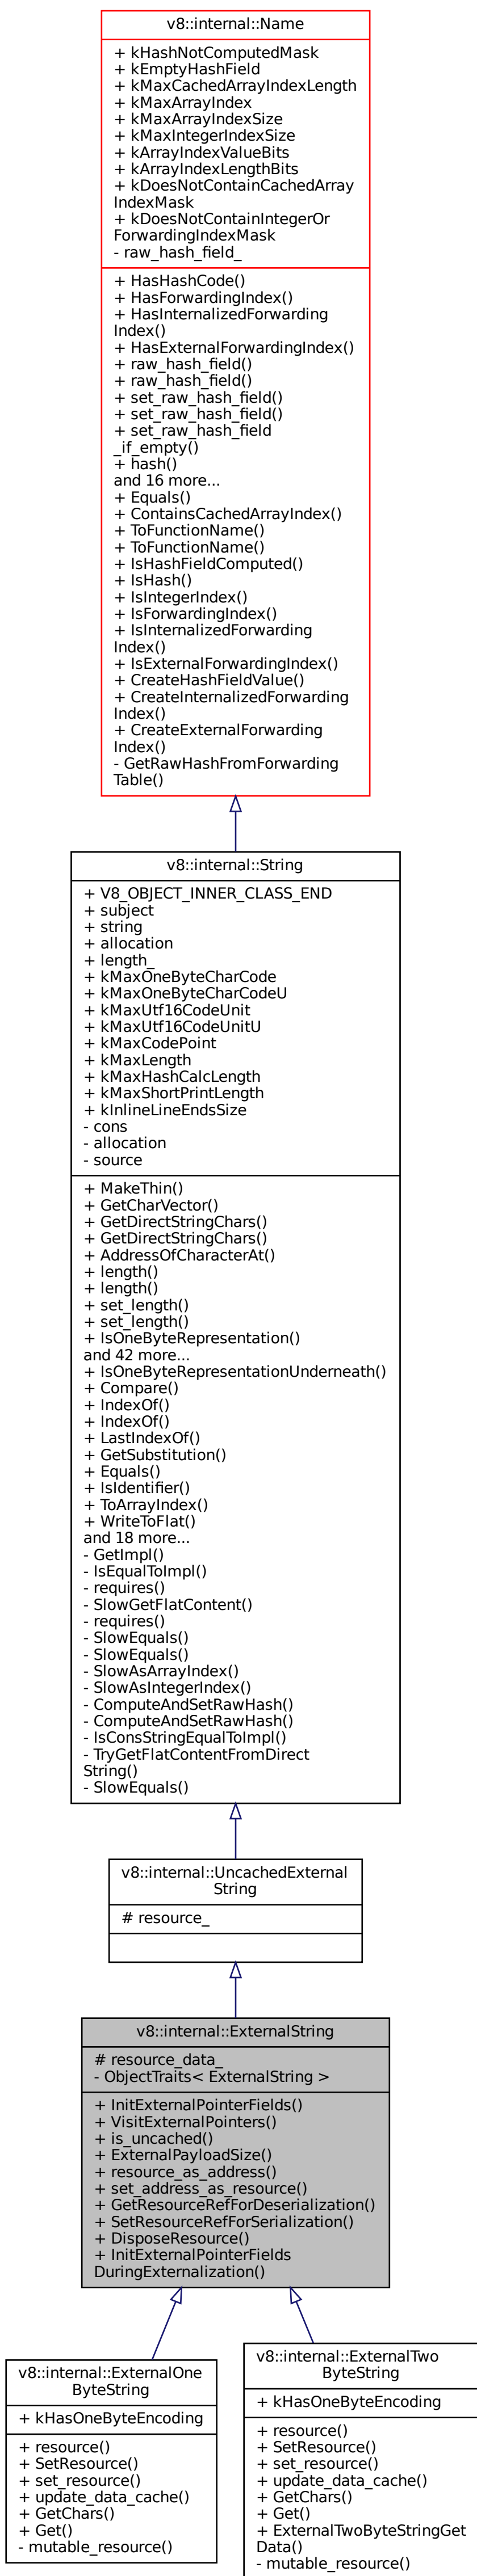 v8::internal::Name
+ kHashNotComputedMask
+ kEmptyHashField
+ kMaxCachedArrayIndexLength
+ kMaxArrayIndex
+ kMaxArrayIndexSize
+ kMaxIntegerIndexSize
+ kArrayIndexValueBits
+ kArrayIndexLengthBits
+ kDoesNotContainCachedArray
IndexMask
+ kDoesNotContainIntegerOr
ForwardingIndexMask
- raw_hash_field_
+ HasHashCode()
+ HasForwardingIndex()
+ HasInternalizedForwarding
Index()
+ HasExternalForwardingIndex()
+ raw_hash_field()
+ raw_hash_field()
+ set_raw_hash_field()
+ set_raw_hash_field()
+ set_raw_hash_field
_if_empty()
+ hash()
and 16 more...
+ Equals()
+ ContainsCachedArrayIndex()
+ ToFunctionName()
+ ToFunctionName()
+ IsHashFieldComputed()
+ IsHash()
+ IsIntegerIndex()
+ IsForwardingIndex()
+ IsInternalizedForwarding
Index()
+ IsExternalForwardingIndex()
+ CreateHashFieldValue()
+ CreateInternalizedForwarding
Index()
+ CreateExternalForwarding
Index()
- GetRawHashFromForwarding
Table()
v8::internal::String
+ V8_OBJECT_INNER_CLASS_END
+ subject
+ string
+ allocation
+ length_
+ kMaxOneByteCharCode
+ kMaxOneByteCharCodeU
+ kMaxUtf16CodeUnit
+ kMaxUtf16CodeUnitU
+ kMaxCodePoint
+ kMaxLength
+ kMaxHashCalcLength
+ kMaxShortPrintLength
+ kInlineLineEndsSize
- cons
- allocation
- source
+ MakeThin()
+ GetCharVector()
+ GetDirectStringChars()
+ GetDirectStringChars()
+ AddressOfCharacterAt()
+ length()
+ length()
+ set_length()
+ set_length()
+ IsOneByteRepresentation()
and 42 more...
+ IsOneByteRepresentationUnderneath()
+ Compare()
+ IndexOf()
+ IndexOf()
+ LastIndexOf()
+ GetSubstitution()
+ Equals()
+ IsIdentifier()
+ ToArrayIndex()
+ WriteToFlat()
and 18 more...
- GetImpl()
- IsEqualToImpl()
- requires()
- SlowGetFlatContent()
- requires()
- SlowEquals()
- SlowEquals()
- SlowAsArrayIndex()
- SlowAsIntegerIndex()
- ComputeAndSetRawHash()
- ComputeAndSetRawHash()
- IsConsStringEqualToImpl()
- TryGetFlatContentFromDirect
String()
- SlowEquals()
v8::internal::UncachedExternal
String
# resource_
v8::internal::ExternalString
# resource_data_
- ObjectTraits< ExternalString >
+ InitExternalPointerFields()
+ VisitExternalPointers()
+ is_uncached()
+ ExternalPayloadSize()
+ resource_as_address()
+ set_address_as_resource()
+ GetResourceRefForDeserialization()
+ SetResourceRefForSerialization()
+ DisposeResource()
+ InitExternalPointerFields
DuringExternalization()
v8::internal::ExternalOne
ByteString
+ kHasOneByteEncoding
+ resource()
+ SetResource()
+ set_resource()
+ update_data_cache()
+ GetChars()
+ Get()
- mutable_resource()
v8::internal::ExternalTwo
ByteString
+ kHasOneByteEncoding
+ resource()
+ SetResource()
+ set_resource()
+ update_data_cache()
+ GetChars()
+ Get()
+ ExternalTwoByteStringGet
Data()
- mutable_resource()